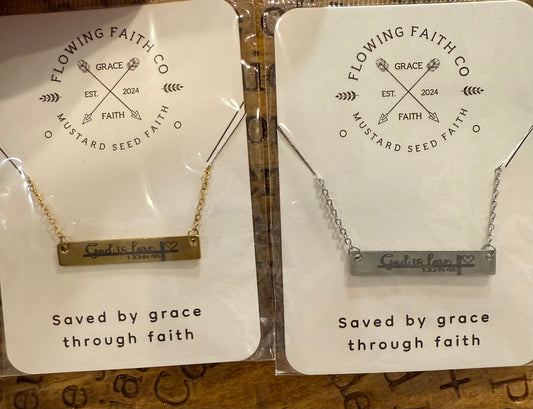 FLOWING FAITH CO
GRACE
EST. 2024
FAITH
MUSTARD SEED FAITH
God is love
1 JOHN 4:8
Saved by grace
through faith
FLOWING FAITH CO
GRACE
EST. 2024
FAITH
MUSTARD SEED FAITH
God is love
1 JOHN 4:8
Saved by grace
through faith